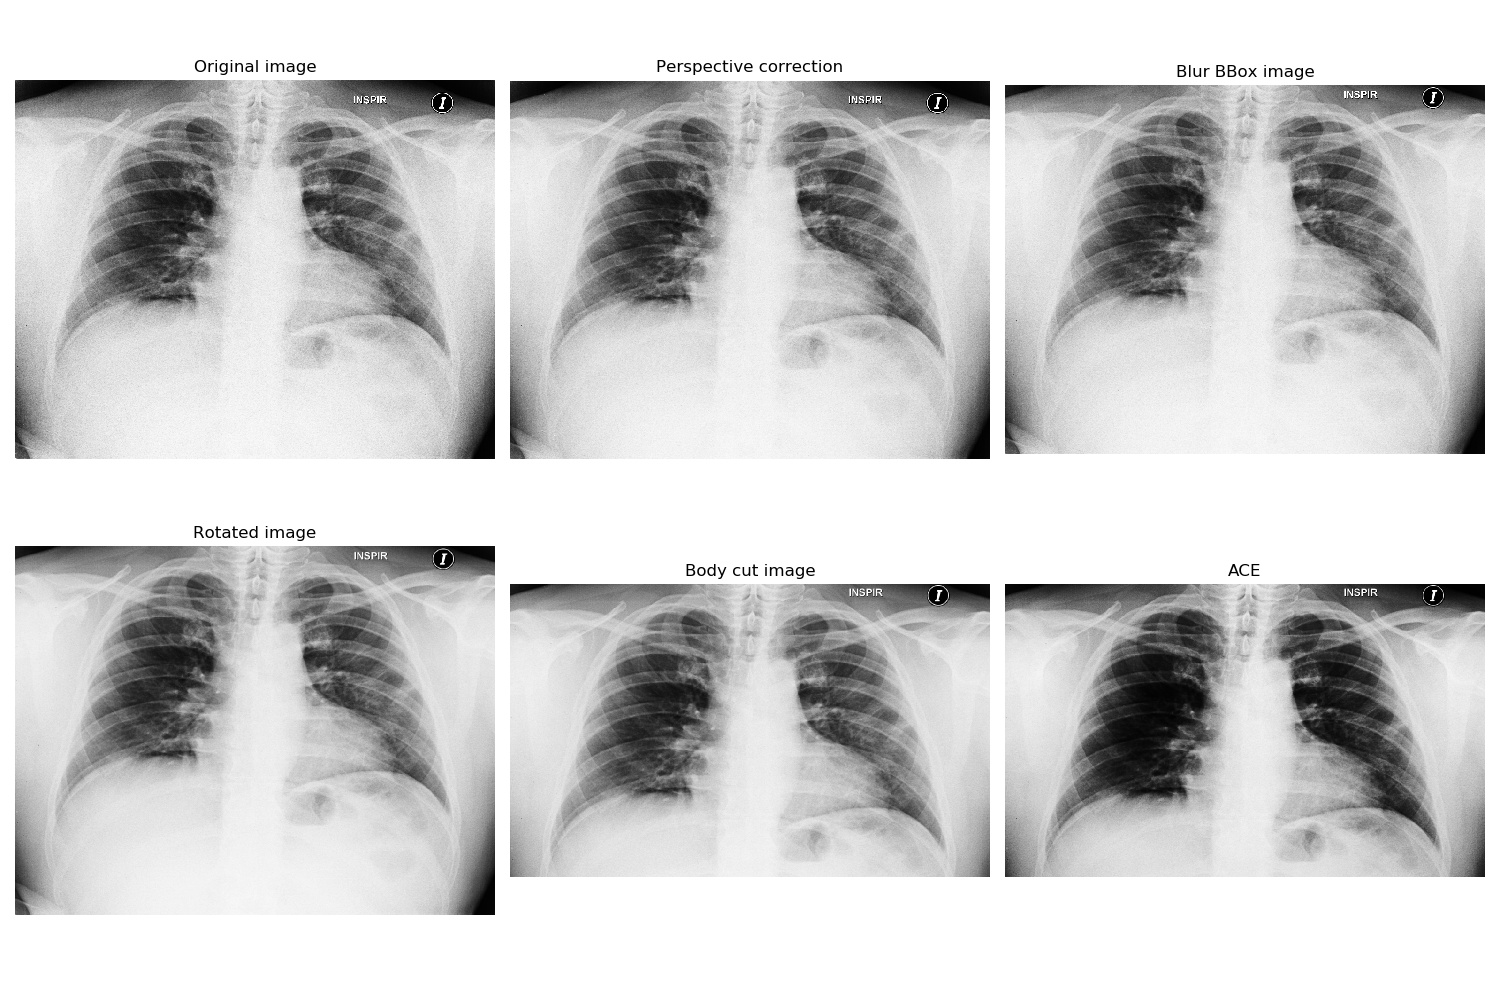 Original image
Perspective correction
Blur BBox image
INSPIR I
INSPIR I
INSPIR I
Rotated image
Body cut image
ACE
INSPIR I
INSPIR I
INSPIR I